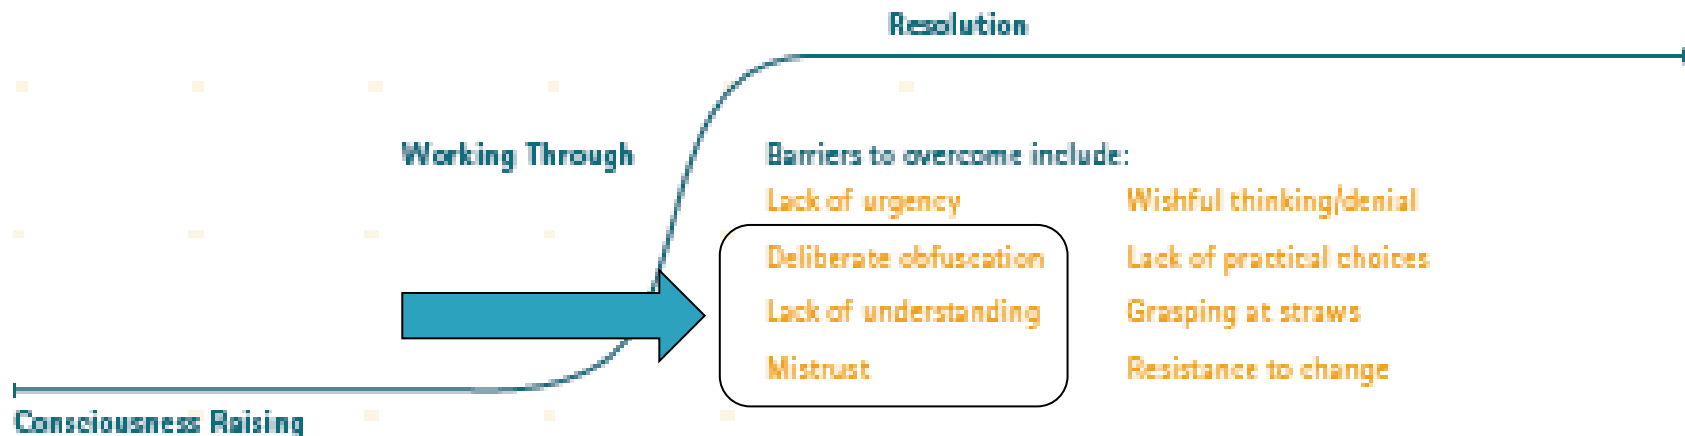 Resolution
Working Through
Barriers to overcome include:
Lack of urgency
Wishful thinking/denial
Deliberate obfuscation
Lack of practical choices
Lack of understanding
Grasping at straws
Mistrust
Resistance to change
Consciousness Raising